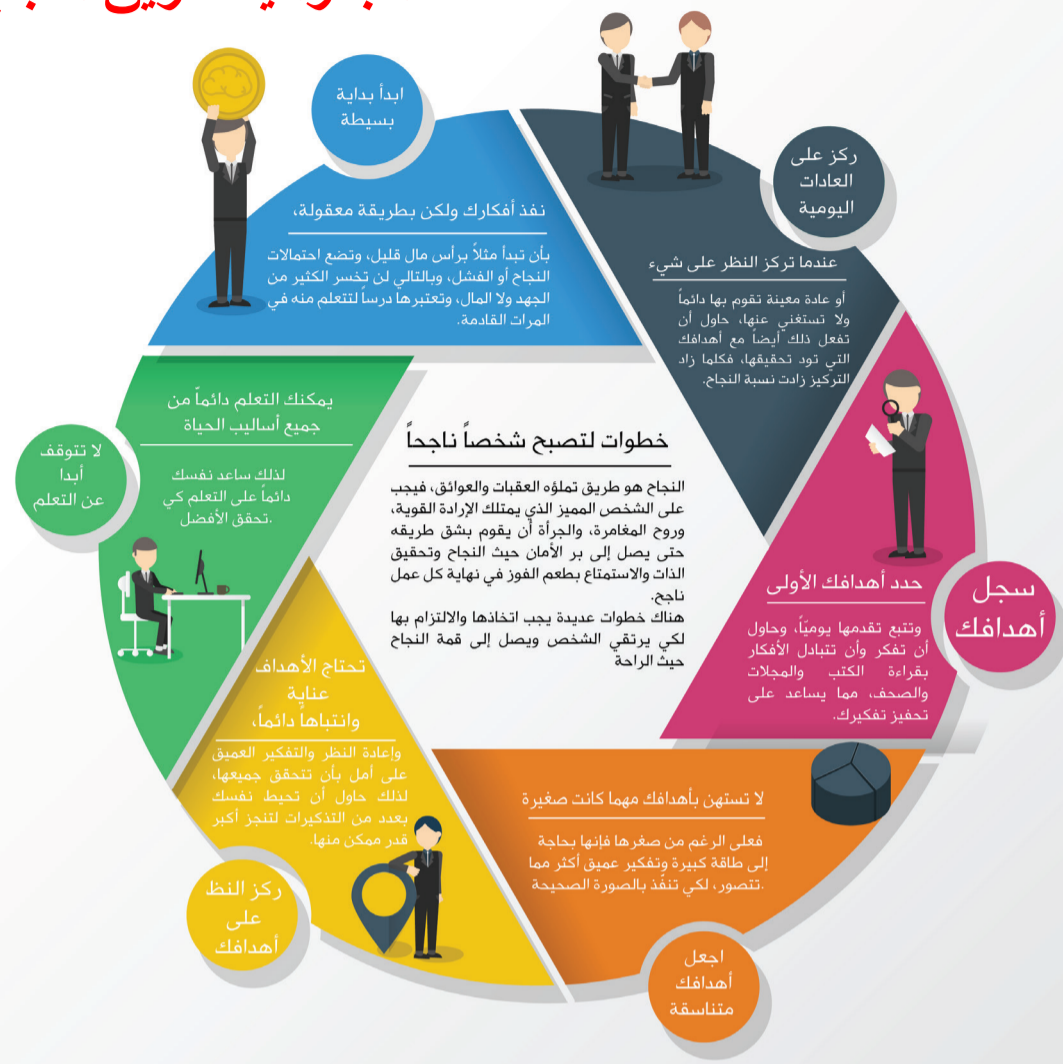 ابدأ بداية
بسيطة
نفذ أفكارك ولكن بطريقة معقولة،
بأن تبدأ مثلاً برأس مال قليل، وتضع احتمالات
النجاح أو الفشل، وبالتالي لن تخسر الكثير من
الجهد ولا المال، وتعتبرها درساً لتتعلم منه في
المرات القادمة.
ركز على
العادات
اليومية
عندما تركز النظر على شيء
أو عادة معينة تقوم بها دائماً
ولا تستغني عنها، حاول أن
تفعل ذلك أيضاً مع أهدافك
التي تود تحقيقها، فكلما زاد
التركيز زادت نسبة النجاح.
سجل
أهدافك
حدد أهدافك الأولى
وتتبع تقدمها يوميَاً، وحاول
أن تفكر وأن تتبادل الأفكار
بقراءة الكتب والمجلات
والصحف، مما يساعد على
تحفيز تفكيرك.
اجعل
أهدافك
متناسقة
لا تستهن بأهدافك مهما كانت صغيرة
فعلى الرغم من صغرها فإنها بحاجة
إلى طاقة كبيرة وتفكير عميق أكثر مما
.تتصور، لكي تنفّذ بالصورة الصحيحة
ركز النظ
على
أهدافك
تحتاج الأهداف
عناية
وانتباهاً دائماً،
وإعادة النظر والتفكير العميق
على أمل بأن تتحقق جميعها،
لذلك حاول أن تحيط نفسك
بعدد من التذكيرات لتنجز أكبر
قدر ممكن منها.
لا تتوقف
أبدا
عن التعلم
يمكنك التعلم دائماً من
جميع أساليب الحياة
لذلك ساعد نفسك
دائماً على التعلم كي
.تحقق الأفضل
خطوات لتصبح شخصاً ناجحاً
النجاح هو طريق تملؤه العقبات والعوائق، فيجب
على الشخص المميز الذي يمتلك الإرادة القوية،
وروح المغامرة، والجرأة أن يقوم بشق طريقه
حتى يصل إلى بر الأمان حيث النجاح وتحقيق
الذات والاستمتاع بطعم الفوز في نهاية كل عمل
ناجح.
هناك خطوات عديدة يجب اتخاذها والالتزام بها
لكي يرتقي الشخص ويصل إلى قمة النجاح
حيث الراحة